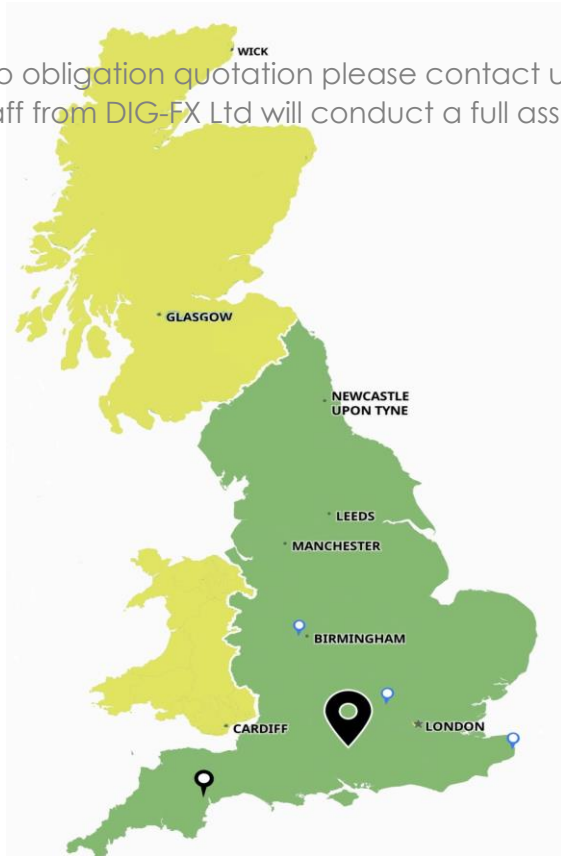 WICK
o obligation quotation please contact u
aff from DIG-FX Ltd will conduct a full ass
GLASGOW
NEWCASTLE
UPON TYNE
LEEDS
MANCHESTER
BIRMINGHAM
LONDON
CARDIFF